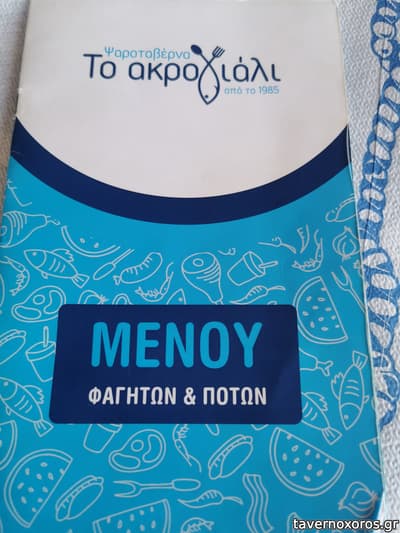 Ψαροταβέρνα
Το ακρογιάλι
από το 1985
ΜΕΝΟΥ
ΦΑΓΗΤΩΝ & ΠΟΤΩΝ
tavernoxoros.gr